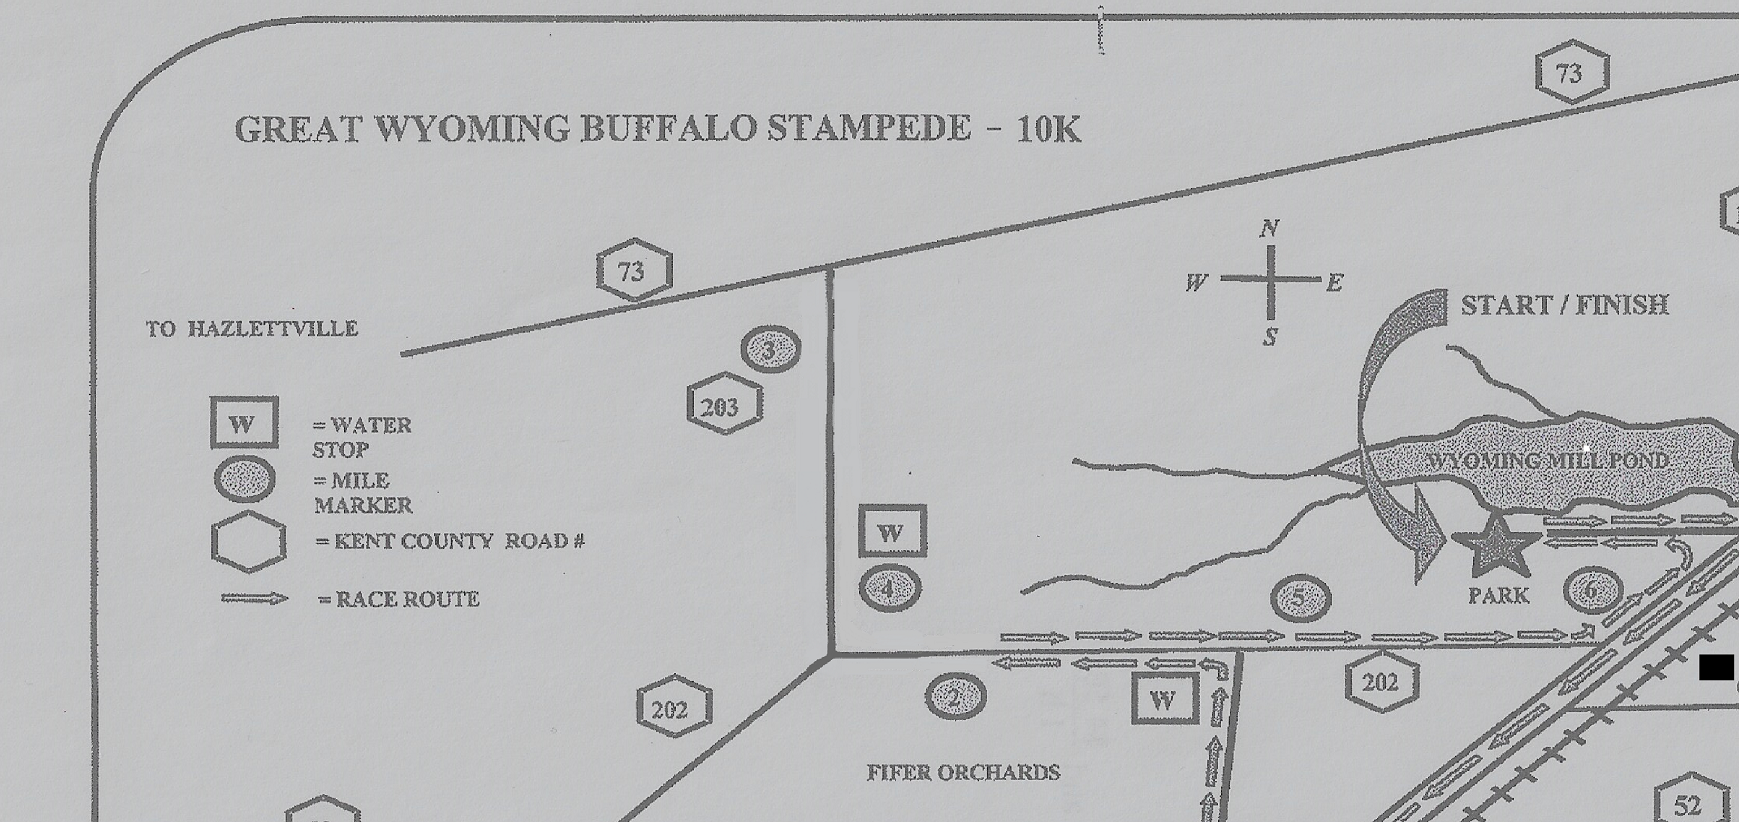 73
GREAT WYOMING BUFFALO STAMPEDE - 10K
N
W E
S
73
START / FINISH
TO HAZLETTVILLE
3
203
W = WATER
STOP
= MILE
MARKER
= KENT COUNTY ROAD #
= RACE ROUTE
WYOMING MILL POND
W
4
5
6
PARK
2
W
202
202
FIFER ORCHARDS
52